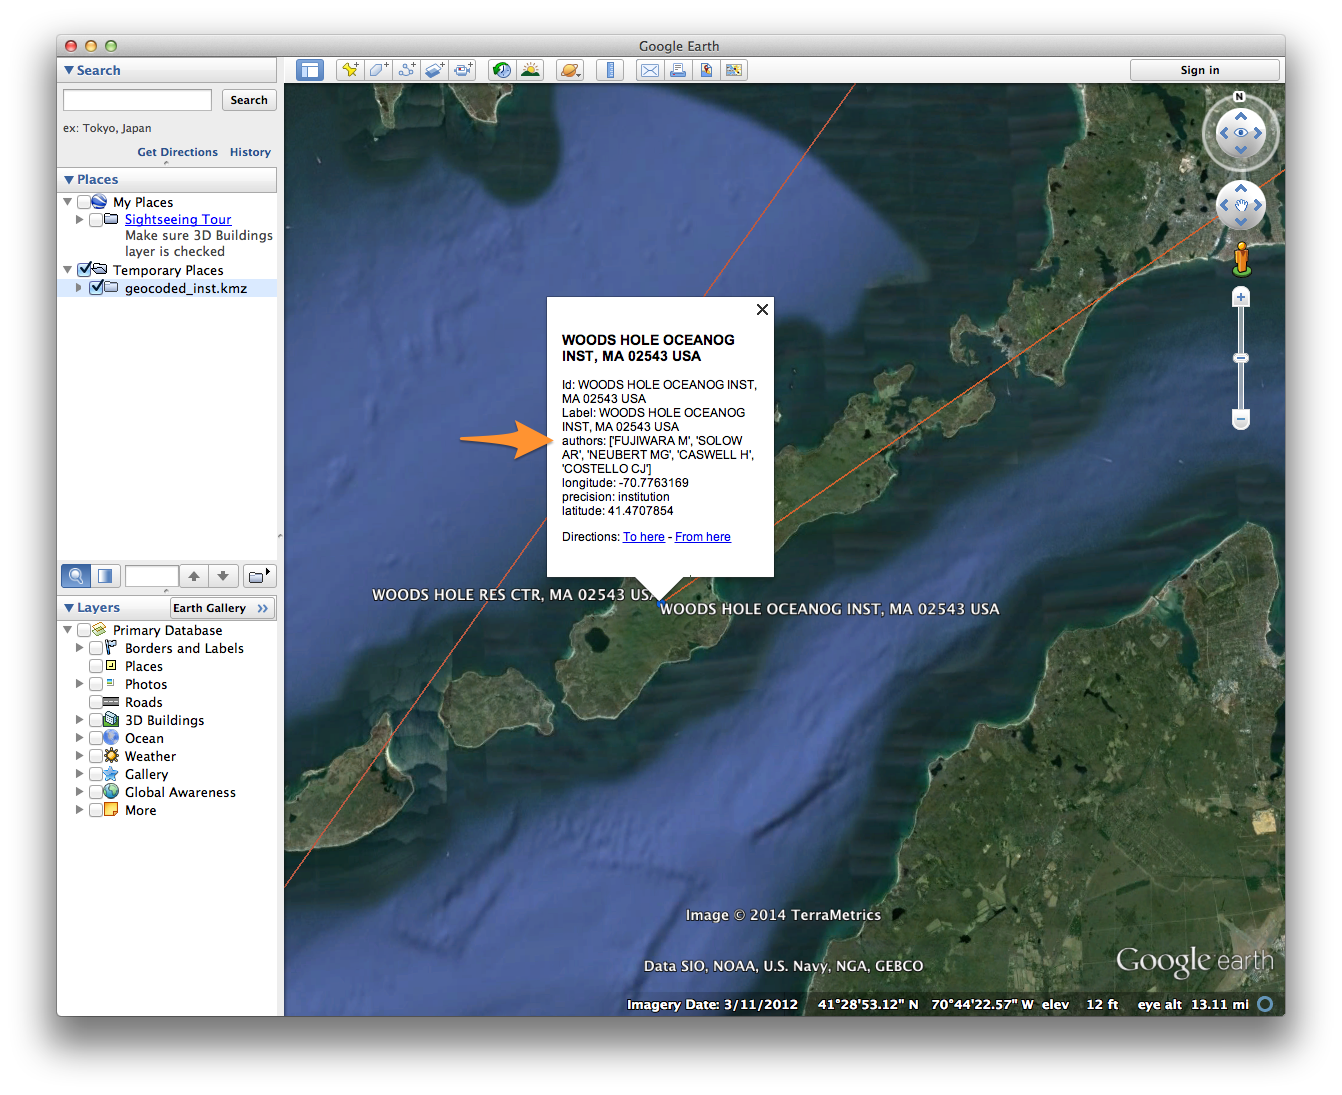 Google Earth
Search
Search
ex: Tokyo, Japan
Get Directions History
Places
My Places
Sightseeing Tour
Make sure 3D Buildings
layer is checked
Temporary Places
geocoded_inst.kmz
Layers
Earth Gallery >>
Primary Database
Borders and Labels
Places
Photos
Roads
3D Buildings
Ocean
Weather
Gallery
Global Awareness
More
Sign in
N
WOODS HOLE OCEANOG
INST, MA 02543 USA
Id: WOODS HOLE OCEANOG INST,
MA 02543 USA
Label: WOODS HOLE OCEANOG
INST, MA 02543 USA
authors: ['FUJIWARA M', 'SOLOW
AR', 'NEUBERT MG', 'CASWELL H',
'COSTELLO CJ']
longitude: -70.7763169
precision: institution
latitude: 41.4707854
Directions: To here - From here
WOODS HOLE RES CTR, MA 02543 USA
WOODS HOLE OCEANOG INST, MA 02543 USA
Image © 2014 TerraMetrics
Data SIO, NOAA, U.S. Navy, NGA, GEBCO
Google earth
Imagery Date: 3/11/2012 41°28'53.12" N 70°44'22.57" W elev 12 ft eye alt 13.11 mi